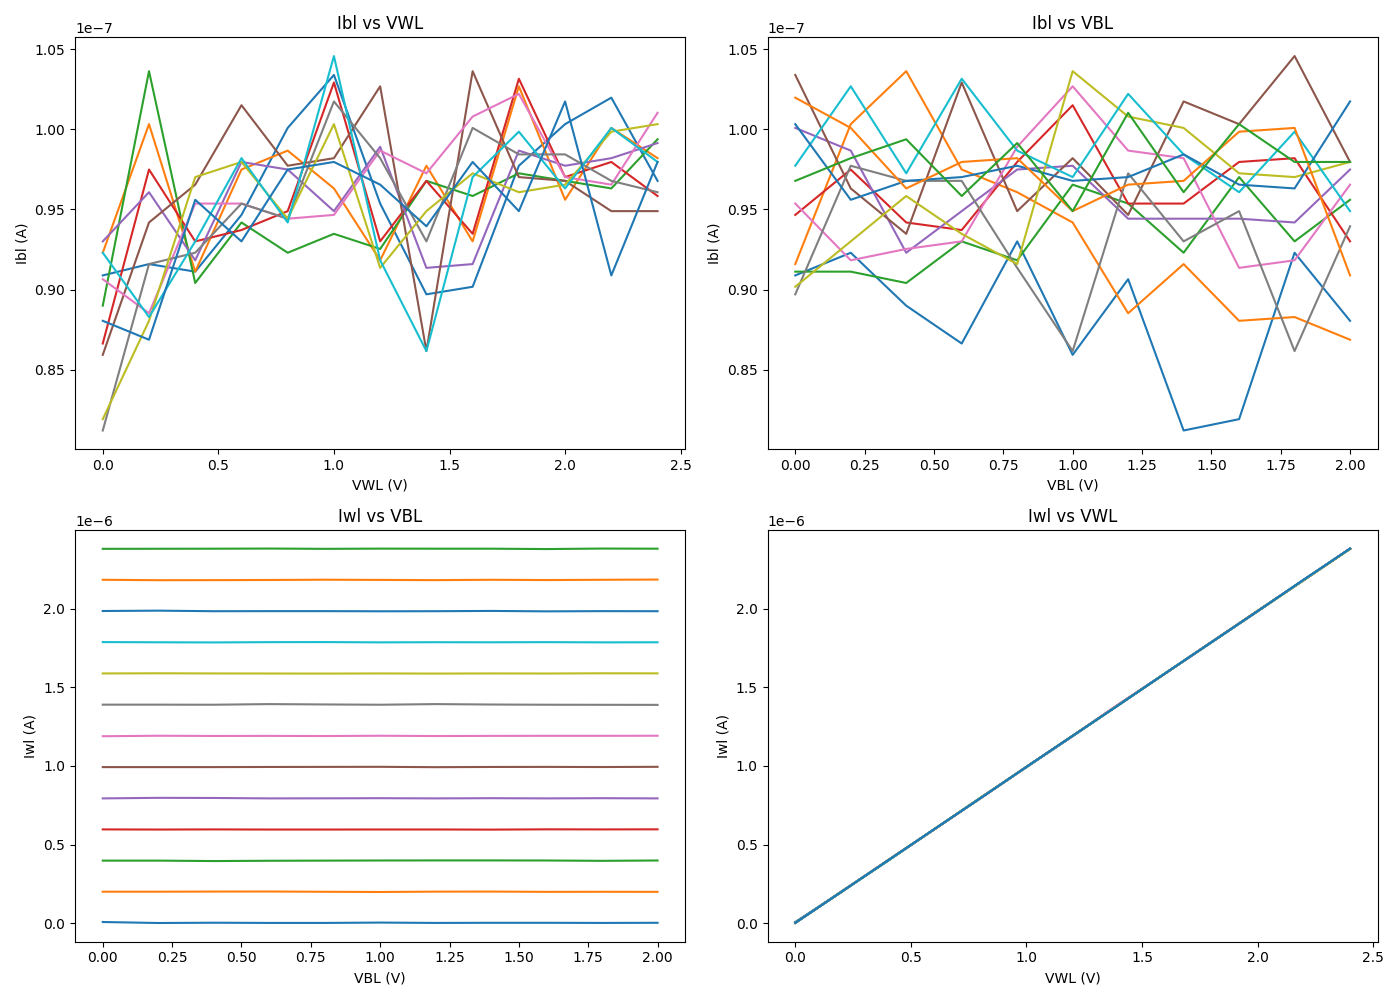 Ibl vs VWL
1e−7
Ibl (A)
1.05
1.00
0.95
0.90
0.85
0.0 0.5 1.0 1.5 2.0 2.5
VWL (V)
Ibl vs VBL
1e−7
Ibl (A)
1.05
1.00
0.95
0.90
0.85
0.00 0.25 0.50 0.75 1.00 1.25 1.50 1.75 2.00
VBL (V)
Iwl vs VBL
1e−6
Iwl (A)
2.0
1.5
1.0
0.5
0.0
0.00 0.25 0.50 0.75 1.00 1.25 1.50 1.75 2.00
VBL (V)
Iwl vs VWL
1e−6
Iwl (A)
2.0
1.5
1.0
0.5
0.0
0.0 0.5 1.0 1.5 2.0 2.5
VWL (V)